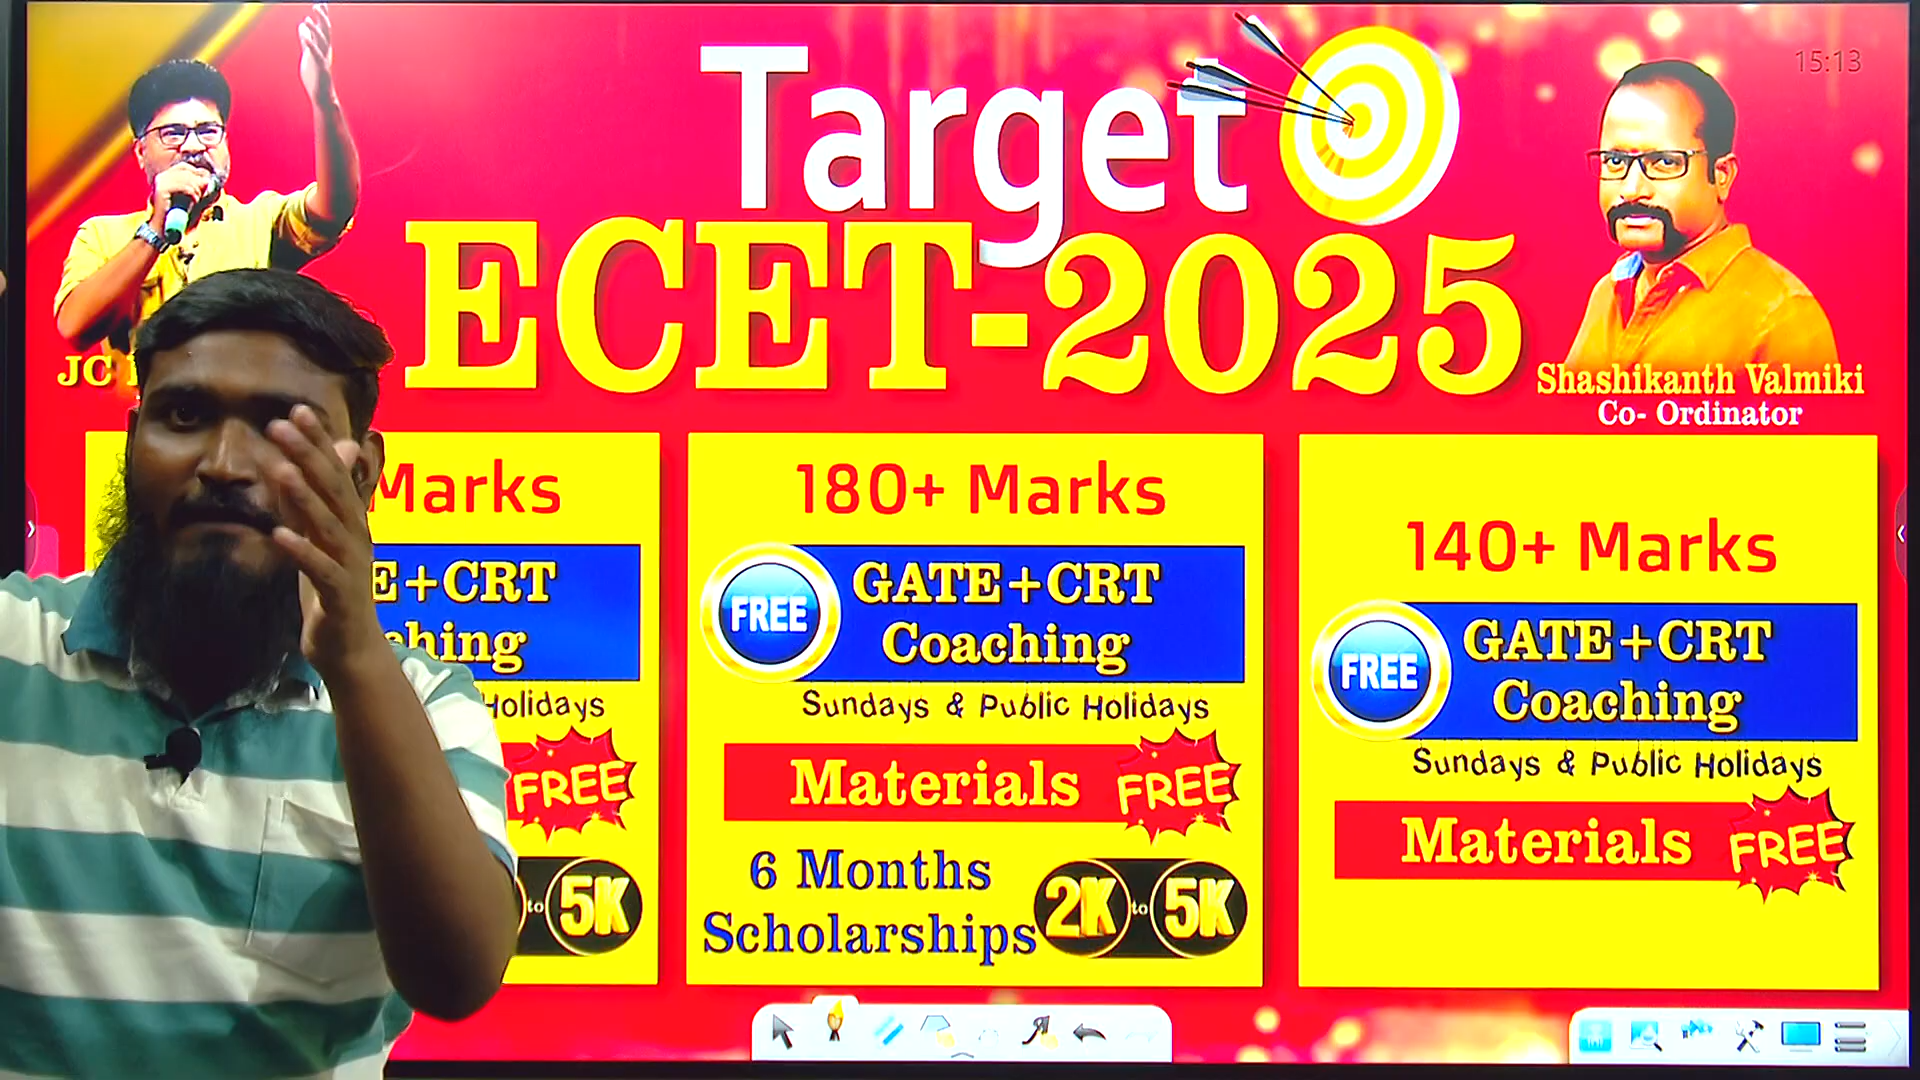 15:13
Target
ECET-2025
JC
Shashikanth Valmiki
Co- Ordinator
Marks
E+CRT
Holidays
FREE
to 5K
180+ Marks
FREE
GATE+CRT
Coaching
Sundays & Public Holidays
Materials FREE
6 Months
Scholarships 2K to 5K
140+ Marks
FREE
GATE+CRT
Coaching
Sundays & Public Holidays
Materials FREE